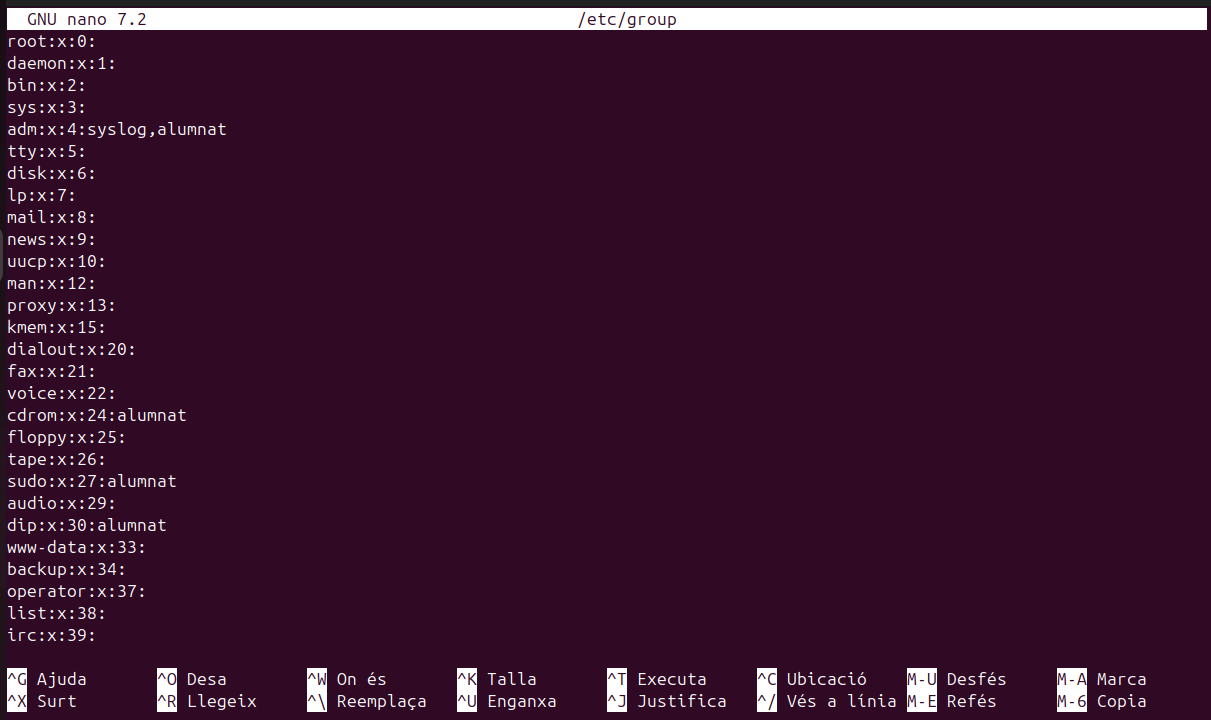 GNU nano 7.2 /etc/group
root:x:0:
daemon:x:1:
bin:x:2:
sys:x:3:
adm:x:4:syslog,alumnat
tty:x:5:
disk:x:6:
lp:x:7:
mail:x:8:
news:x:9:
uucp:x:10:
man:x:12:
proxy:x:13:
kmem:x:15:
dialout:x:20:
fax:x:21:
voice:x:22:
cdrom:x:24:alumnat
floppy:x:25:
tape:x:26:
sudo:x:27:alumnat
audio:x:29:
dip:x:30:alumnat
www-data:x:33:
backup:x:34:
operator:x:37:
list:x:38:
irc:x:39:
^G Ajuda ^O Desa ^W On és ^K Talla ^T Executa ^C Ubicació M-U Desfés M-A Marca
^X Surt ^R Llegeix ^\ Reemplaça ^U Enganxa ^J Justifica ^/ Vés a línia M-E Refés M-6 Copia